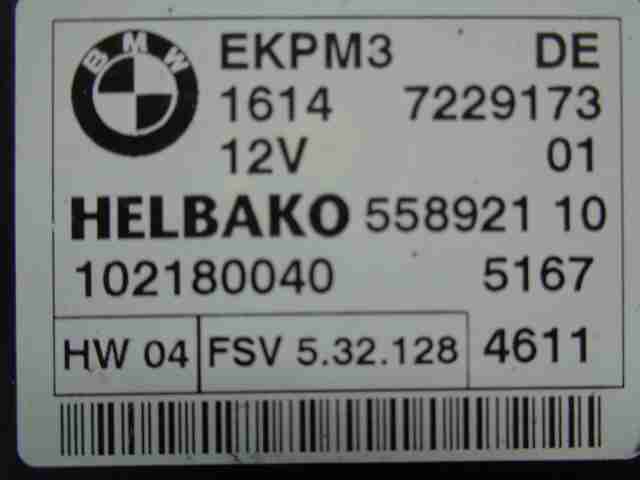 BMW
EKPM3 DE
1614 7229173
12V 01
HELBAKO 558921 10
102180040 5167
HW 04 FSV 5.32.128 4611